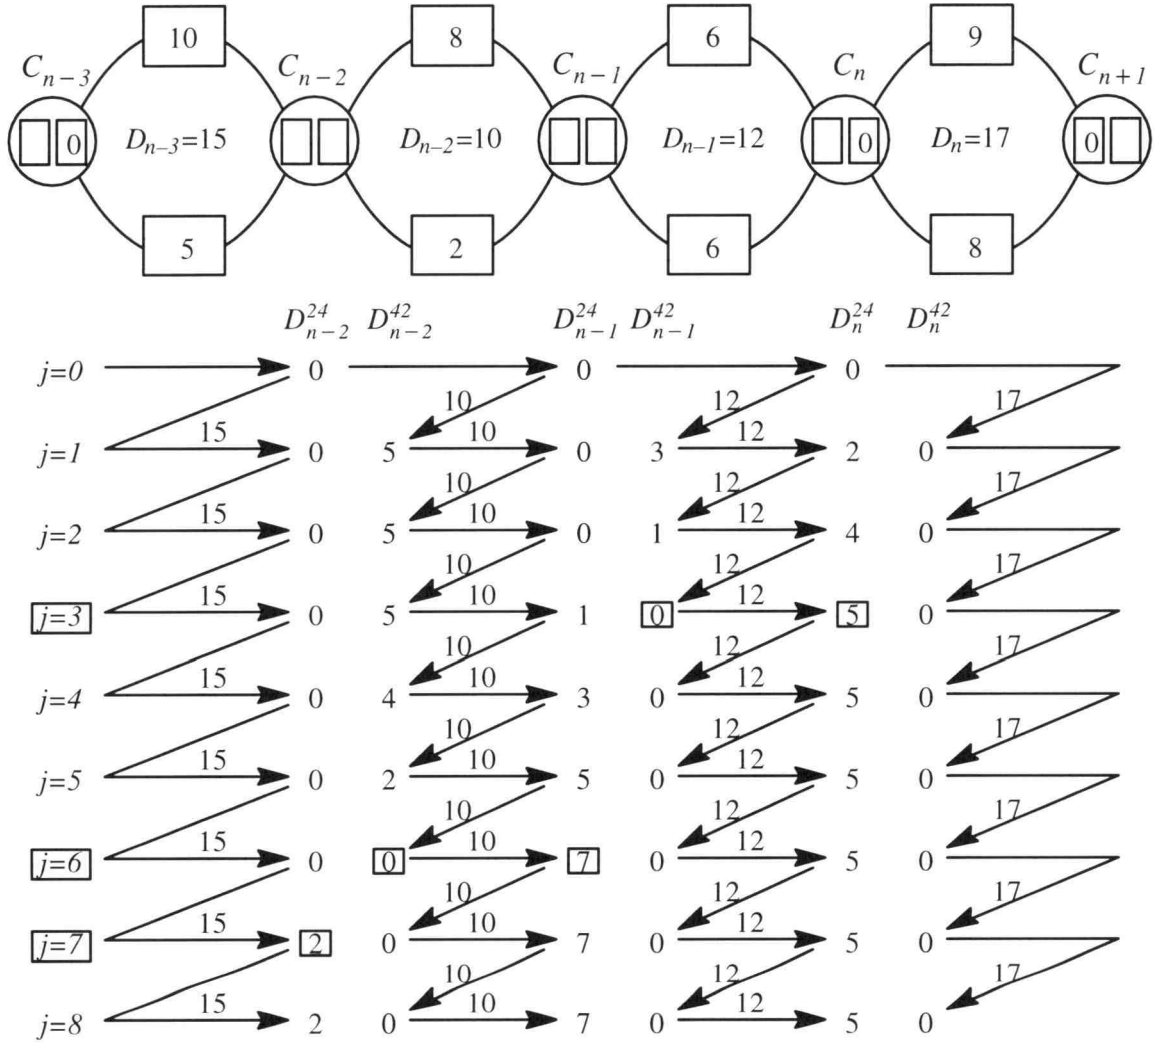 10 8 6 9
C_{n-3} C_{n-2} C_{n-1} C_n C_{n+1}
0 D_{n-3}=15 D_{n-2}=10 D_{n-1}=12 0 D_n=17 0
5 2 6 8
D^{24}_{n-2} D^{42}_{n-2} D^{24}_{n-1} D^{42}_{n-1} D^{24}_n D^{42}_n
j=0 0 0 0
10 12 17
j=1 15 0 5 10 0 3 12 2 0
10 12 17
j=2 15 0 5 10 0 1 12 4 0
10 12 17
j=3 15 0 5 10 1 0 12 5 0
10 12 17
j=4 15 0 4 10 3 0 12 5 0
10 12 17
j=5 15 0 2 10 5 0 12 5 0
10 12 17
j=6 15 0 0 10 7 0 12 5 0
10 12 17
j=7 15 2 0 10 7 0 12 5 0
10 12 17
j=8 15 2 0 10 7 0 12 5 0